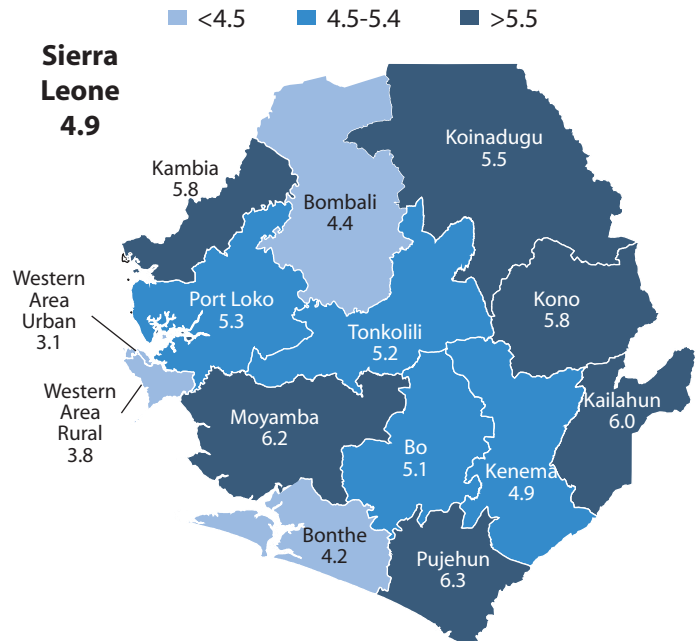 <4.5 4.5-5.4 >5.5
Sierra
Leone
4.9
Koinadugu
5.5
Kambia
5.8
Bombali
4.4
Western
Area
Urban
3.1
Port Loko
5.3
Kono
5.8
Tonkolili
5.2
Western
Area
Rural
3.8
Moyamba
6.2
Kailahun
6.0
Bo
5.1
Kenema
4.9
Bonthe
4.2
Pujehun
6.3